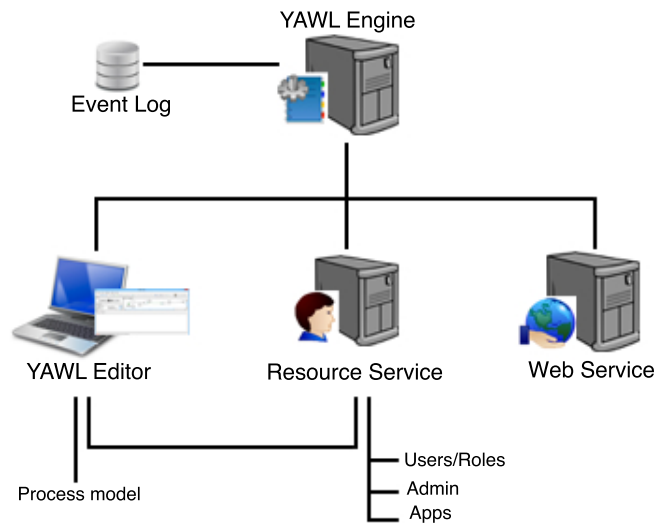 YAWL Engine
Event Log
YAWL Editor
Resource Service
Web Service
Process model
Users/Roles
Admin
Apps